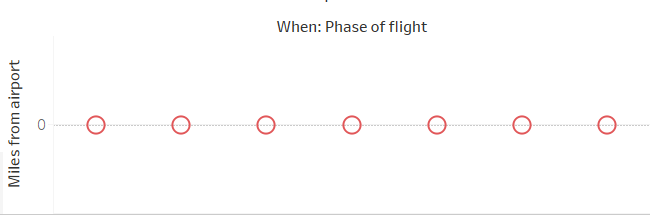 When: Phase of flight
Miles from airport
0